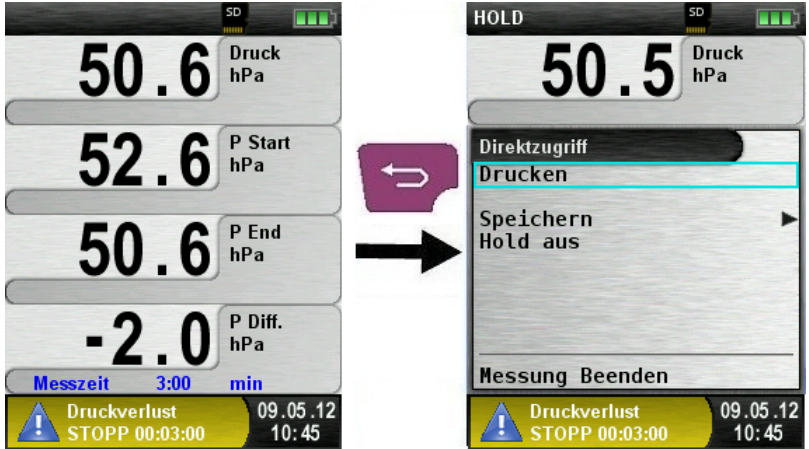 SD
50.6 Druck
hPa
52.6 P Start
hPa
50.6 P End
hPa
-2.0 P Diff.
hPa
Messzeit 3:00 min
Druckverlust 09.05.12
STOPP 00:03:00 10:45
HOLD SD
50.5 Druck
hPa
Direktzugriff
Drucken
Speichern
Hold aus
Messung Beenden
Druckverlust 09.05.12
STOPP 00:03:00 10:45